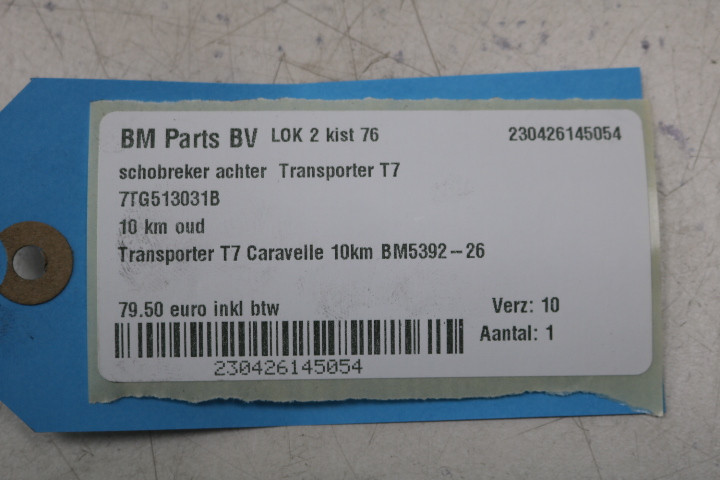 BM Parts BV LOK 2 kist 76 230426145054
schobreker achter Transporter T7
7TG513031B
10 km oud
Transporter T7 Caravelle 10km BM5392--26
79.50 euro inkl btw Verz: 10
Aantal: 1
230426145054